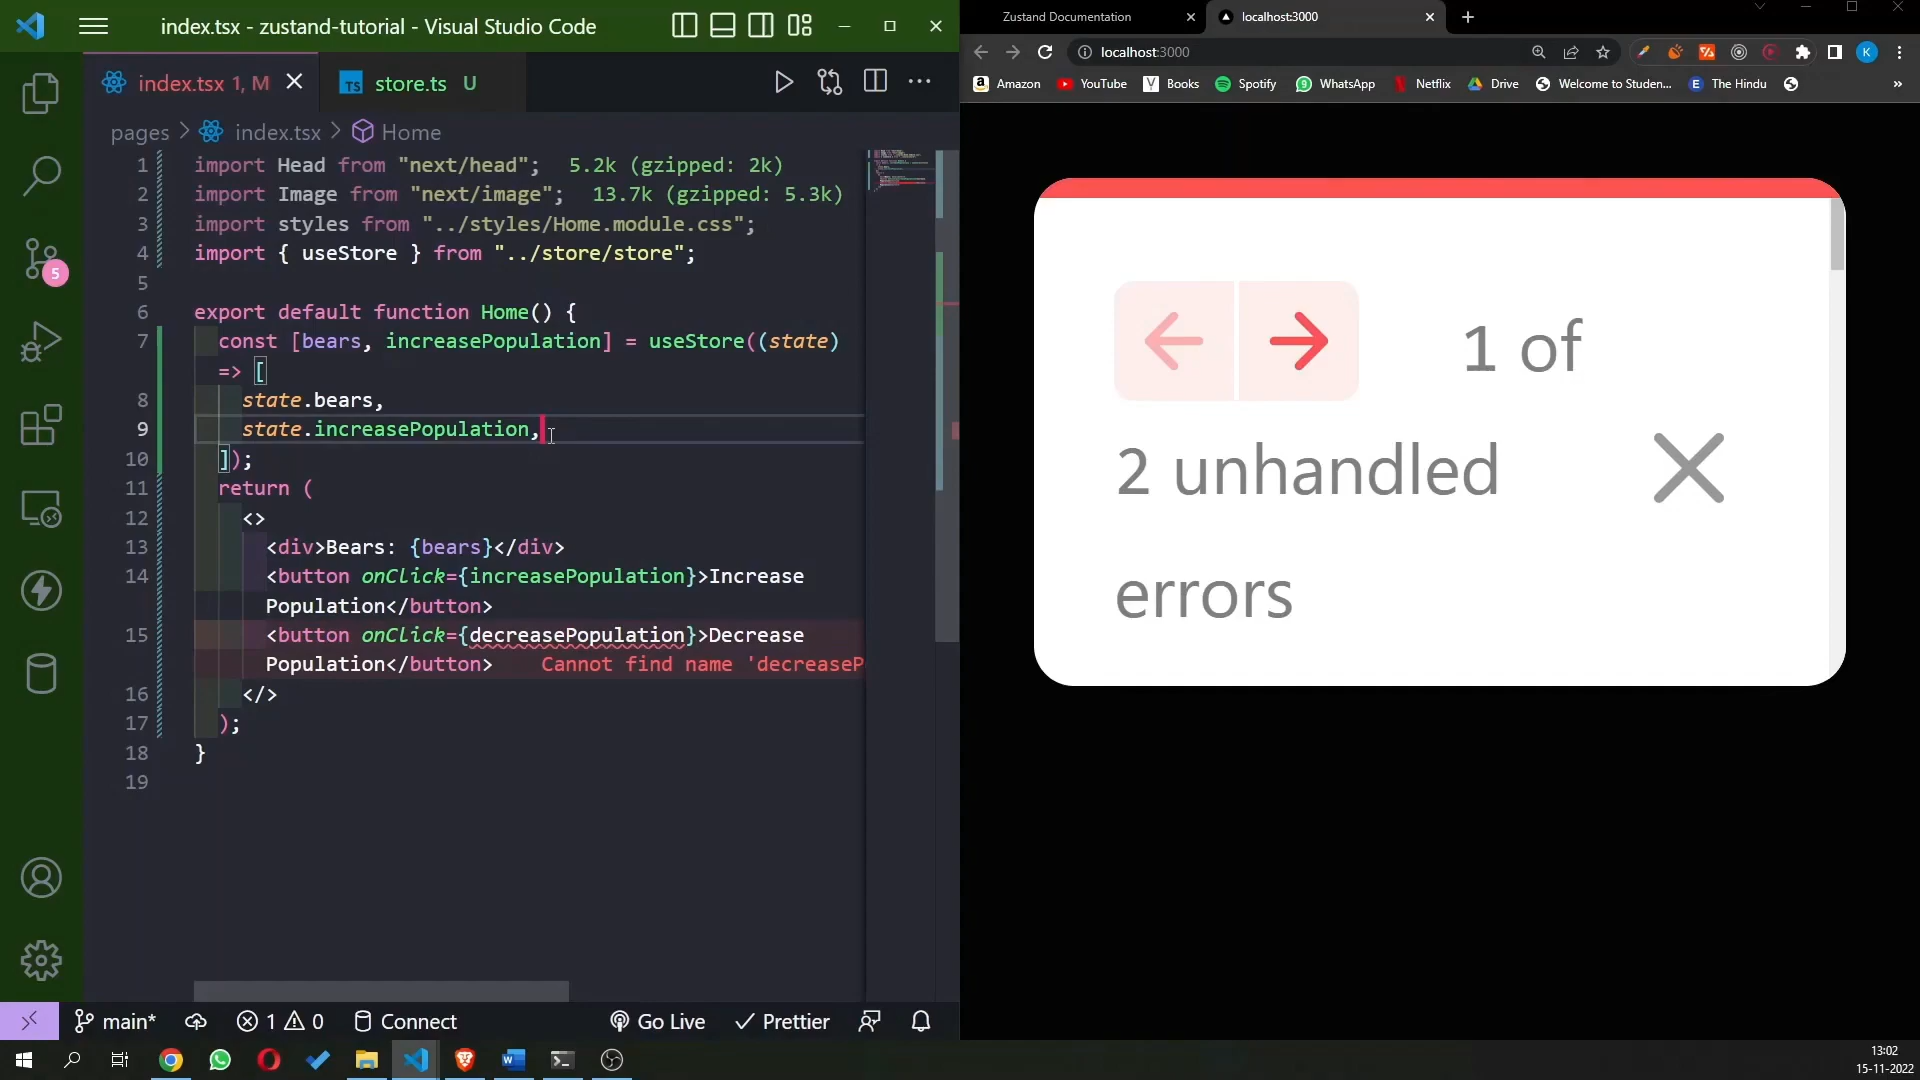 index.tsx - zustand-tutorial - Visual Studio Code
index.tsx 1, M
TS store.ts U
pages > index.tsx > Home
1 import Head from "next/head"; 5.2k (gzipped: 2k)
2 import Image from "next/image"; 13.7k (gzipped: 5.3k)
3 import styles from "../styles/Home.module.css";
4 import { useStore } from "../store/store";
5
6 export default function Home() {
7 const [bears, increasePopulation] = useStore((state)
=> [
8 state.bears,
9 state.increasePopulation,
10 ]);
11 return (
12 <>
13 <div>Bears: {bears}</div>
14 <button onClick={increasePopulation}>Increase
Population</button>
15 <button onClick={decreasePopulation}>Decrease
Population</button> Cannot find name 'decreaseP
16 </>
17 );
18 }
19
5
main* 1 0 Connect Go Live Prettier
Zustand Documentation
localhost:3000
localhost:3000
K
Amazon YouTube Books Spotify WhatsApp Netflix Drive Welcome to Studen... E The Hindu »
1 of
2 unhandled
errors
13:02
15-11-2022